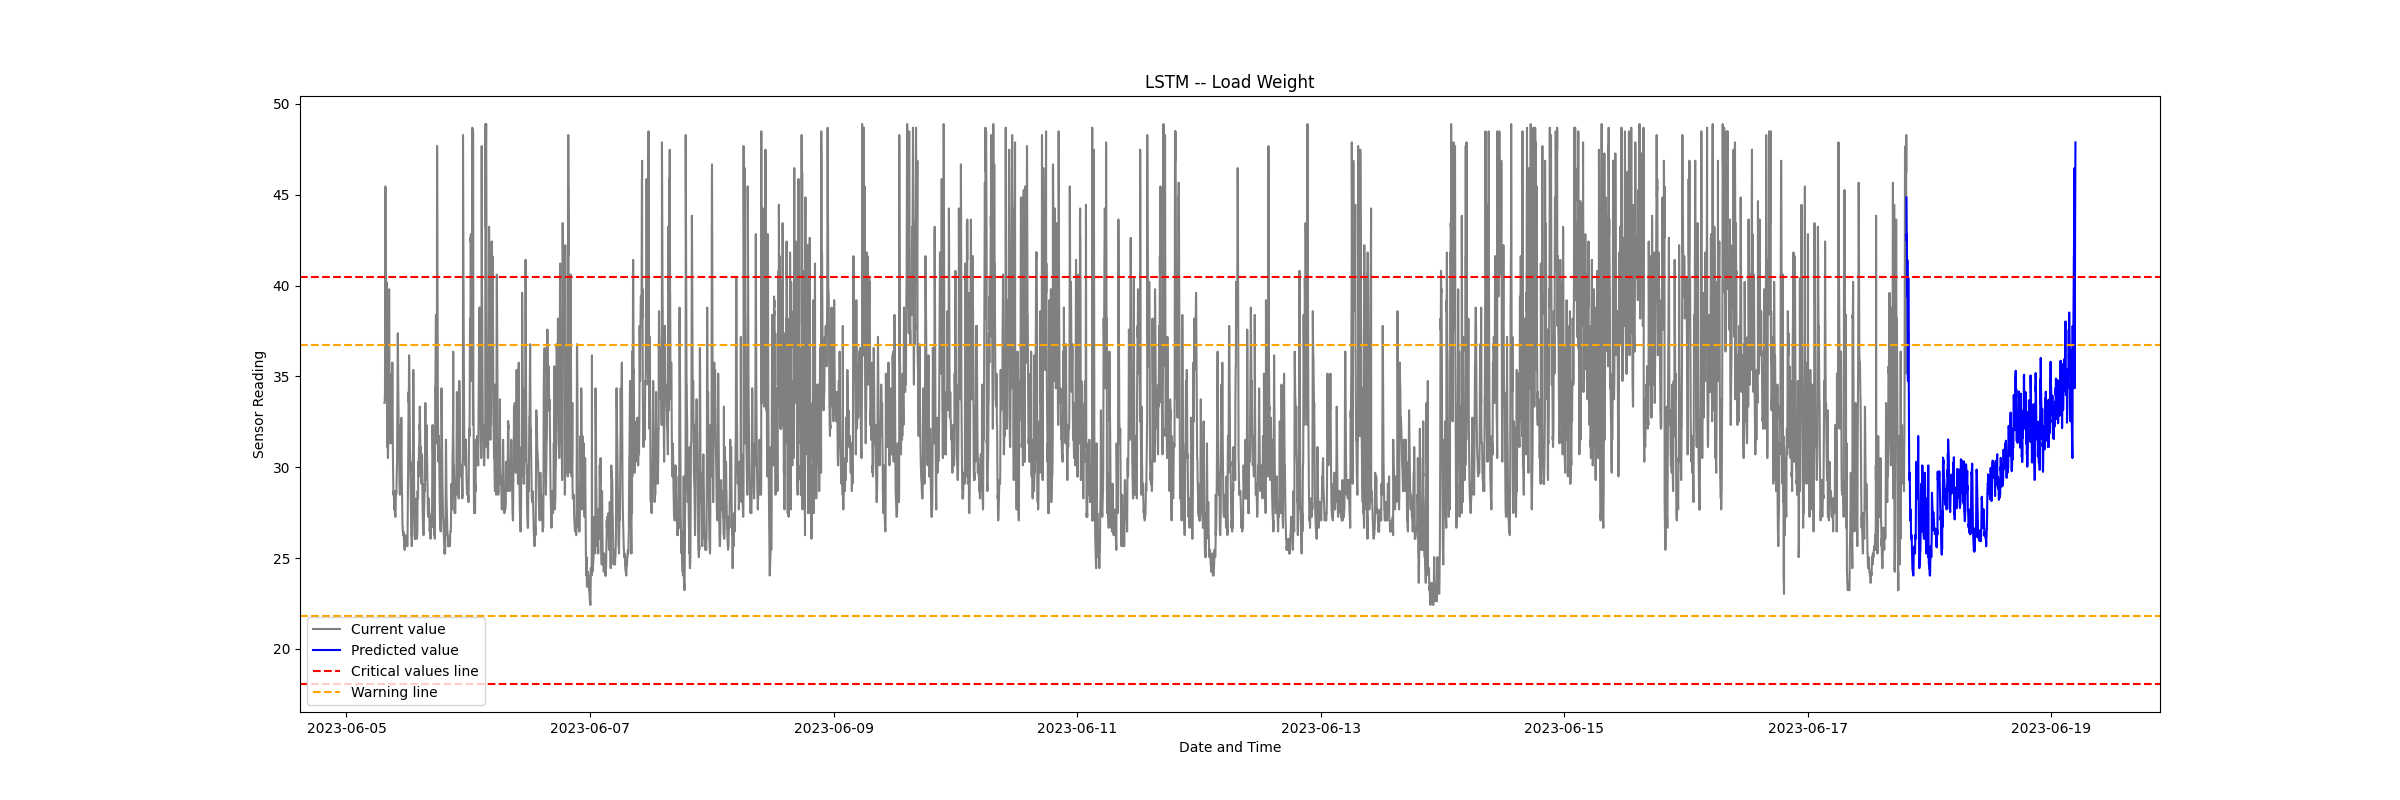 LSTM -- Load Weight
50
45
40
35
30
25
20
Sensor Reading
Current value
Predicted value
Critical values line
Warning line
2023-06-05
2023-06-07
2023-06-09
2023-06-11
2023-06-13
2023-06-15
2023-06-17
2023-06-19
Date and Time